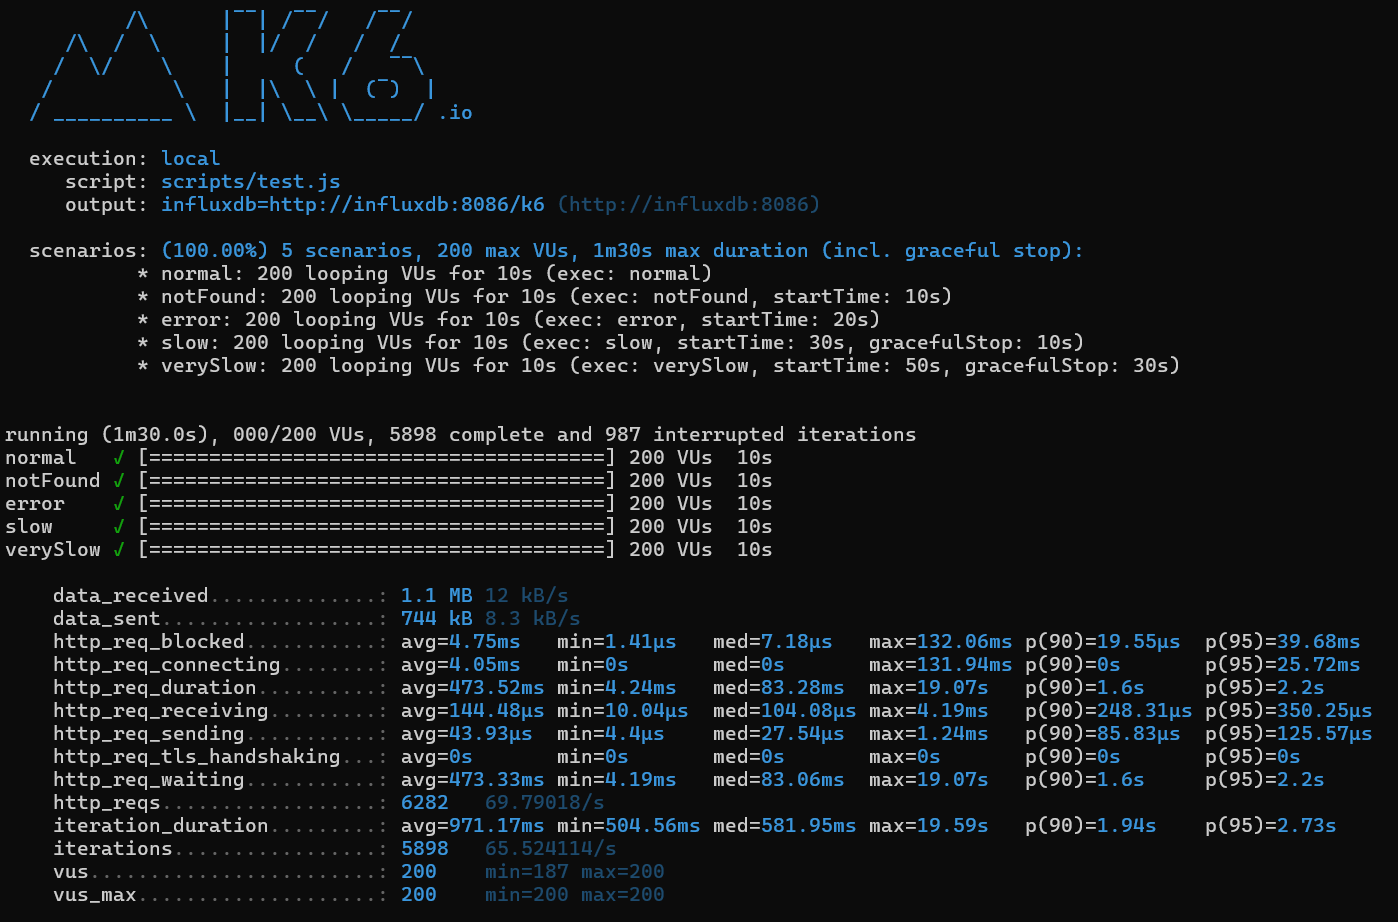 /\      |‾‾| /‾‾/   /‾‾/
     /\  /  \     |  |/  /   /  /
    /  \/    \    |     (   /   ‾‾\
   /          \   |  |\  \ |  (‾)  |
  / __________ \  |__| \__\ \_____/ .io
execution: local
script: scripts/test.js
output: influxdb=http://influxdb:8086/k6 (http://influxdb:8086)
scenarios: (100.00%) 5 scenarios, 200 max VUs, 1m30s max duration (incl. graceful stop):
* normal: 200 looping VUs for 10s (exec: normal)
* notFound: 200 looping VUs for 10s (exec: notFound, startTime: 10s)
* error: 200 looping VUs for 10s (exec: error, startTime: 20s)
* slow: 200 looping VUs for 10s (exec: slow, startTime: 30s, gracefulStop: 10s)
* verySlow: 200 looping VUs for 10s (exec: verySlow, startTime: 50s, gracefulStop: 30s)
running (1m30.0s), 000/200 VUs, 5898 complete and 987 interrupted iterations
normal   ✓ [======================================] 200 VUs  10s
notFound ✓ [======================================] 200 VUs  10s
error    ✓ [======================================] 200 VUs  10s
slow     ✓ [======================================] 200 VUs  10s
verySlow ✓ [======================================] 200 VUs  10s
data_received..............: 1.1 MB 12 kB/s
data_sent..................: 744 kB 8.3 kB/s
http_req_blocked...........: avg=4.75ms   min=1.41µs   med=7.18µs   max=132.06ms p(90)=19.55µs  p(95)=39.68ms
http_req_connecting........: avg=4.05ms   min=0s       med=0s       max=131.94ms p(90)=0s       p(95)=25.72ms
http_req_duration..........: avg=473.52ms min=4.24ms   med=83.28ms  max=19.07s   p(90)=1.6s     p(95)=2.2s
http_req_receiving.........: avg=144.48µs min=10.04µs  med=104.08µs max=4.19ms   p(90)=248.31µs p(95)=350.25µs
http_req_sending...........: avg=43.93µs  min=4.4µs    med=27.54µs  max=1.24ms   p(90)=85.83µs  p(95)=125.57µs
http_req_tls_handshaking...: avg=0s       min=0s       med=0s       max=0s       p(90)=0s       p(95)=0s
http_req_waiting...........: avg=473.33ms min=4.19ms   med=83.06ms  max=19.07s   p(90)=1.6s     p(95)=2.2s
http_reqs..................: 6282   69.79018/s
iteration_duration.........: avg=971.17ms min=504.56ms med=581.95ms max=19.59s   p(90)=1.94s    p(95)=2.73s
iterations.................: 5898   65.524114/s
vus........................: 200    min=187 max=200
vus_max....................: 200    min=200 max=200